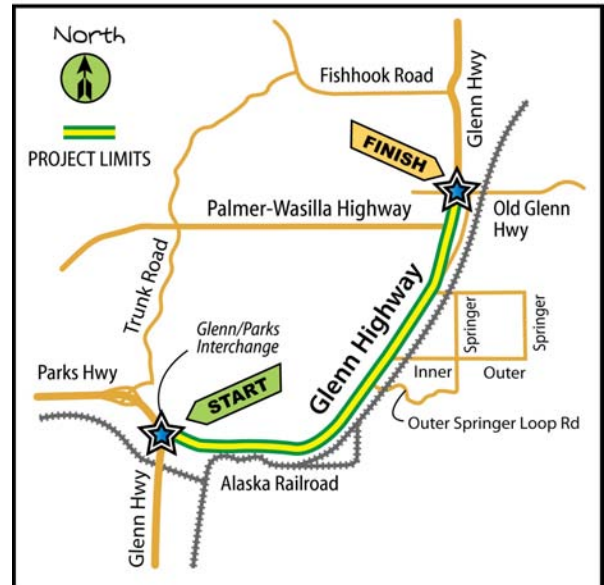 North
PROJECT LIMITS
Fishhook Road
Glenn Hwy
FINISH
Palmer-Wasilla Highway
Old Glenn
Hwy
Trunk Road
Glenn/Parks
Interchange
Glenn Highway
Springer
Springer
Parks Hwy
START
Inner
Outer
Outer Springer Loop Rd
Alaska Railroad
Glenn Hwy